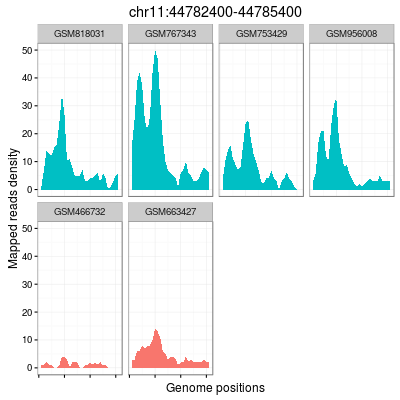 chr11:44782400-44785400
GSM818031 GSM767343 GSM753429 GSM956008
50
40
30
20
10
0
Mapped reads density
GSM466732 GSM663427
50
40
30
20
10
0
Genome positions